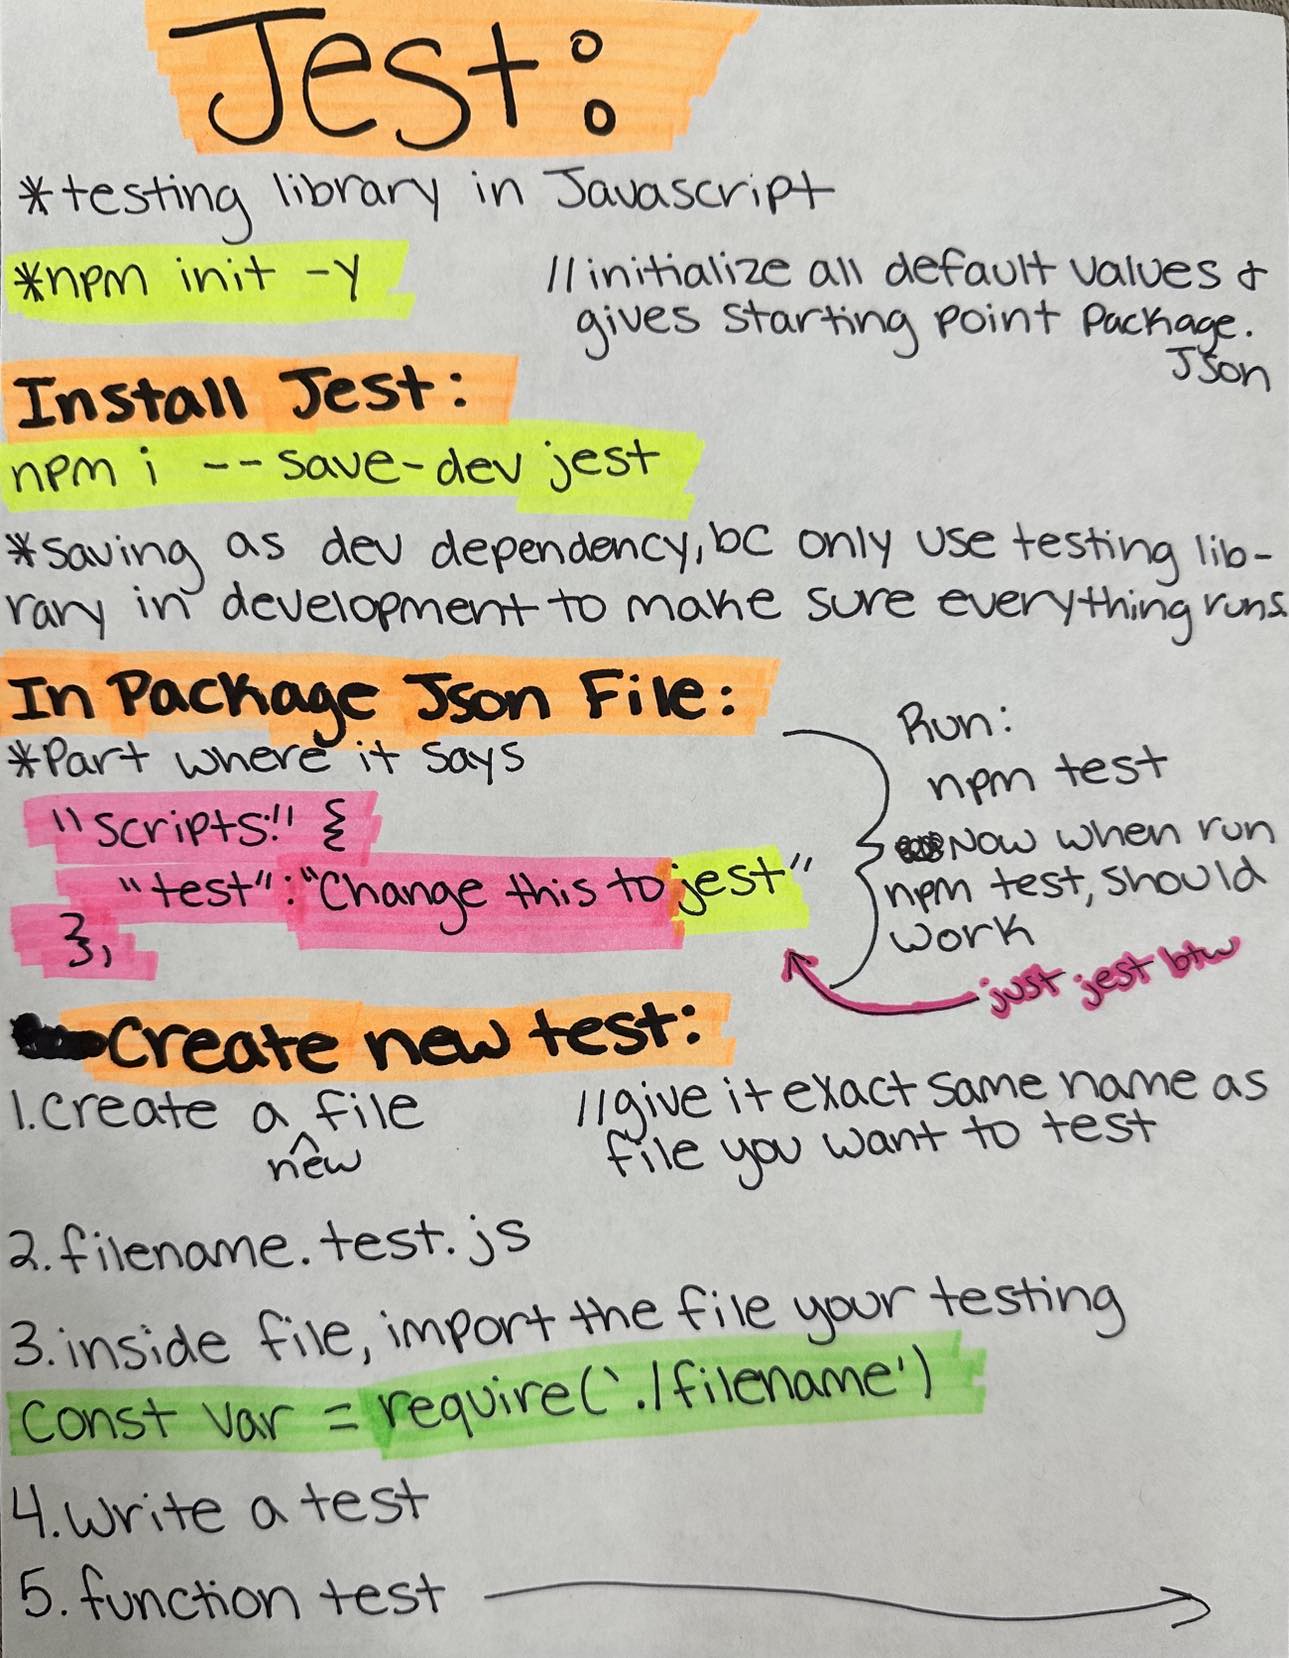 Jest:
*testing library in Javascript
*npm init -y
//initialize all default values &
gives starting point package.
Json
Install Jest:
npm i --save-dev jest
*saving as dev dependency, bc only use testing lib-
rary in development to make sure everything runs.
In Package Json File:
*Part where it says
"scripts:" {
"test": "Change this to jest"
},
Run:
npm test
Now when run
npm test, should
work
just jest btw
Create new test:
1. create a file
new
//give it exact same name as
file you want to test
2. filename.test.js
3. inside file, import the file your testing
const var = require('./filename')
4. write a test
5. function test